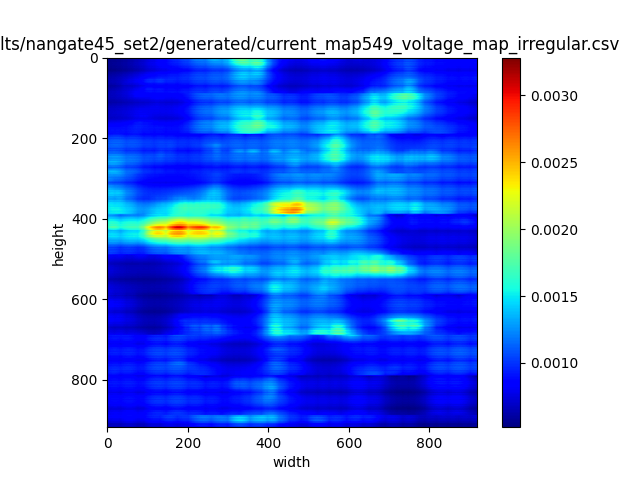 lts/nangate45_set2/generated/current_map549_voltage_map_irregular.csv
0
200
400
600
800
height
0 200 400 600 800
width
0.0030
0.0025
0.0020
0.0015
0.0010